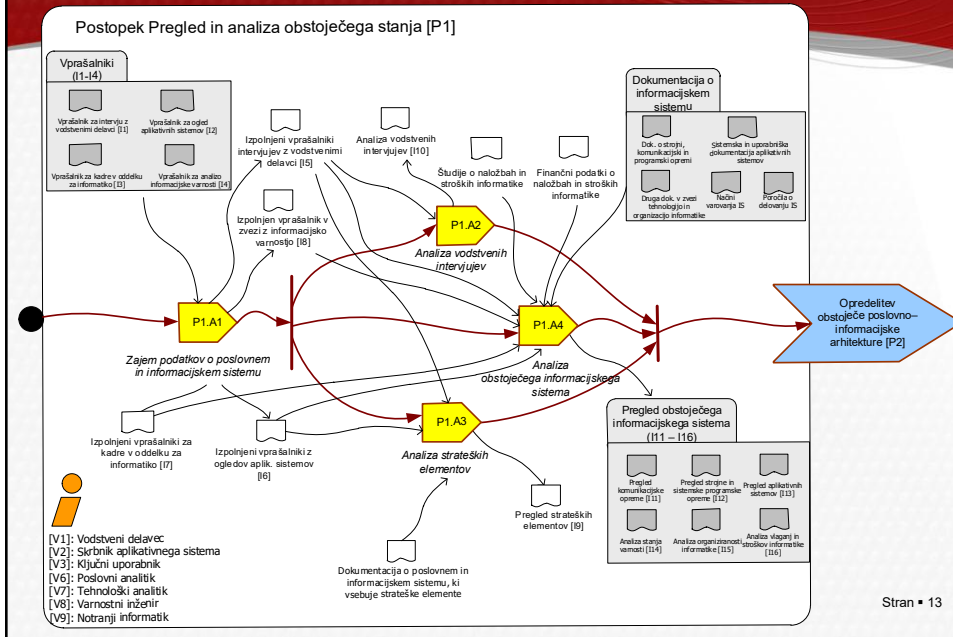 Postopek Pregled in analiza obstoječega stanja [P1]
Vprašalniki
(I1-I4)
Vprašalnik za intervju z
vodstvenimi delavci [I1]
Vprašalnik za ogled
aplikativnih sistemov [I2]
Vprašalnik za kadre v oddelku
za informatiko [I3]
Vprašalnik za analizo
informacijske varnosti [I4]
Izpolnjeni vprašalniki
intervjujev z vodstvenimi
delavci [I5]
Analiza vodstvenih
intervjujev [I10]
Študije o naložbah in
stroških informatike
Finančni podatki o
naložbah in stroških
informatike
Dokumentacija o
informacijskem
sistemu
Dok. o strojni,
komunikacijski in
programski opremi
Sistemska in uporabniška
dokumentacija aplikativnih
sistemov
Druga dok. v zvezi s
tehnologijo in
organizacijo informatike
Načini
varovanja IS
Poročila o
delovanju IS
Izpolnjen vprašalnik v
zvezi z informacijsko
varnostjo [I8]
P1.A2
Analiza vodstvenih
intervjujev
P1.A1
Zajem podatkov o poslovnem
in informacijskem sistemu
P1.A4
Analiza
obstoječega informacijskega
sistema
Opredelitev
obstoječe poslovno–
informacijske
arhitekture [P2]
P1.A3
Analiza strateških
elementov
Izpolnjeni vprašalniki za
kadre v oddelku za
informatiko [I7]
Izpolnjeni vprašalniki z
ogledov aplik. sistemov
[I6]
Pregled obstoječega
informacijskega sistema
(I11 – I16)
Pregled
komunikacijske
opreme [I11]
Pregled strojne in
sistemske programske
opreme [I12]
Pregled aplikativnih
sistemov [I13]
Analiza stanja
varnosti [I14]
Analiza organiziranosti
informatike [I15]
Analiza vlaganj in
stroškov informatike
[I16]
Pregled strateških
elementov [I9]
Dokumentacija o poslovnem in
informacijskem sistemu, ki
vsebuje strateške elemente
[V1]: Vodstveni delavec
[V2]: Skrbnik aplikativnega sistema
[V3]: Ključni uporabnik
[V6]: Poslovni analitik
[V7]: Tehnološki analitik
[V8]: Varnostni inženir
[V9]: Notranji informatik
Stran ▪ 13